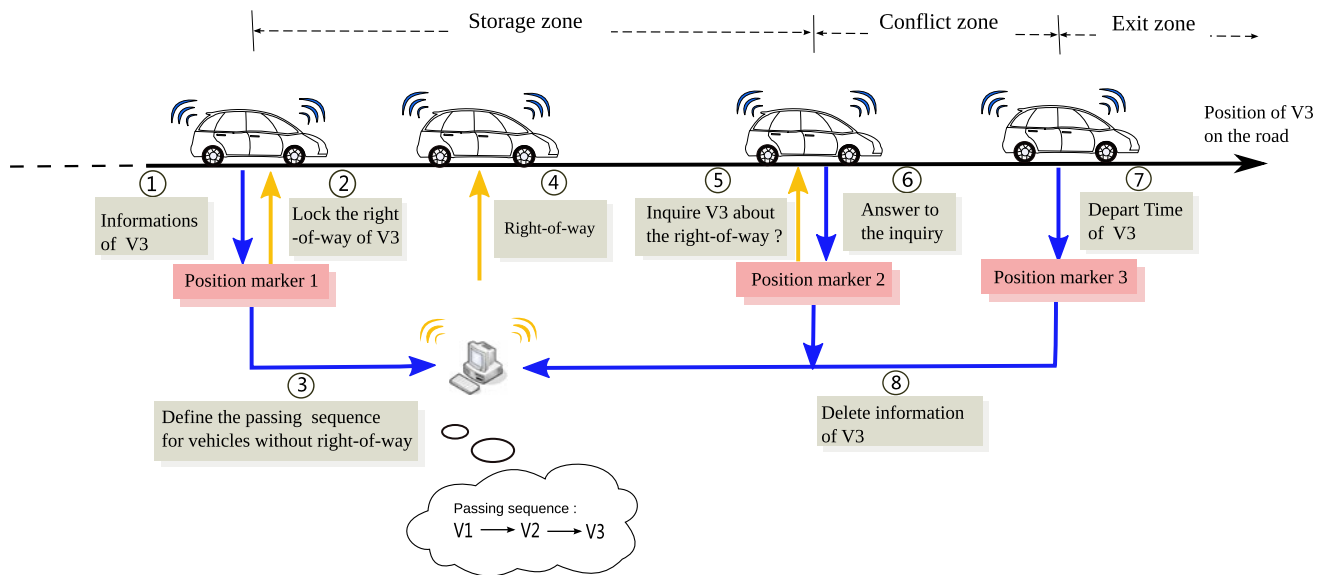 Storage zone
Conflict zone
Exit zone
Position of V3
on the road
1
Informations
of V3
2
Lock the right
-of-way of V3
4
Right-of-way
5
Inquire V3 about
the right-of-way ?
6
Answer to
the inquiry
7
Depart Time
of V3
Position marker 1
Position marker 2
Position marker 3
3
Define the passing sequence
for vehicles without right-of-way
8
Delete information
of V3
Passing sequence :
V1 V2 V3